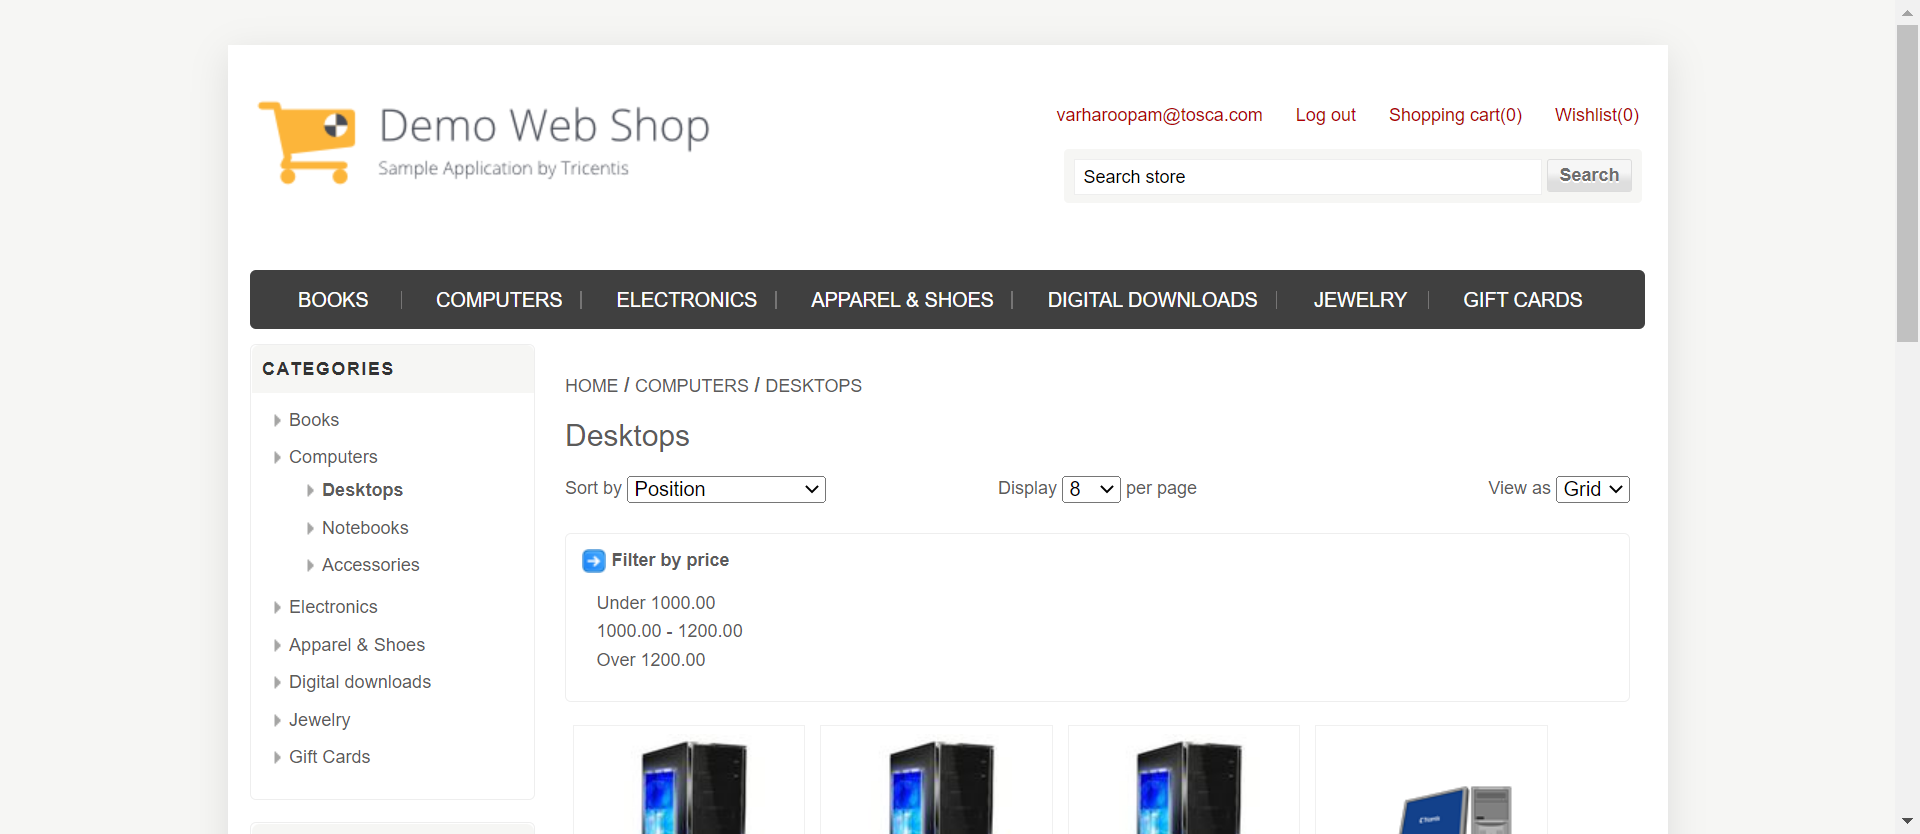 Demo Web Shop
Sample Application by Tricentis
varharoopam@tosca.com Log out Shopping cart(0) Wishlist(0)
Search store Search
BOOKS COMPUTERS ELECTRONICS APPAREL & SHOES DIGITAL DOWNLOADS JEWELRY GIFT CARDS
CATEGORIES
Books
Computers
Desktops
Notebooks
Accessories
Electronics
Apparel & Shoes
Digital downloads
Jewelry
Gift Cards
HOME / COMPUTERS / DESKTOPS
Desktops
Sort by Position Display 8 per page View as Grid
Filter by price
Under 1000.00
1000.00 - 1200.00
Over 1200.00